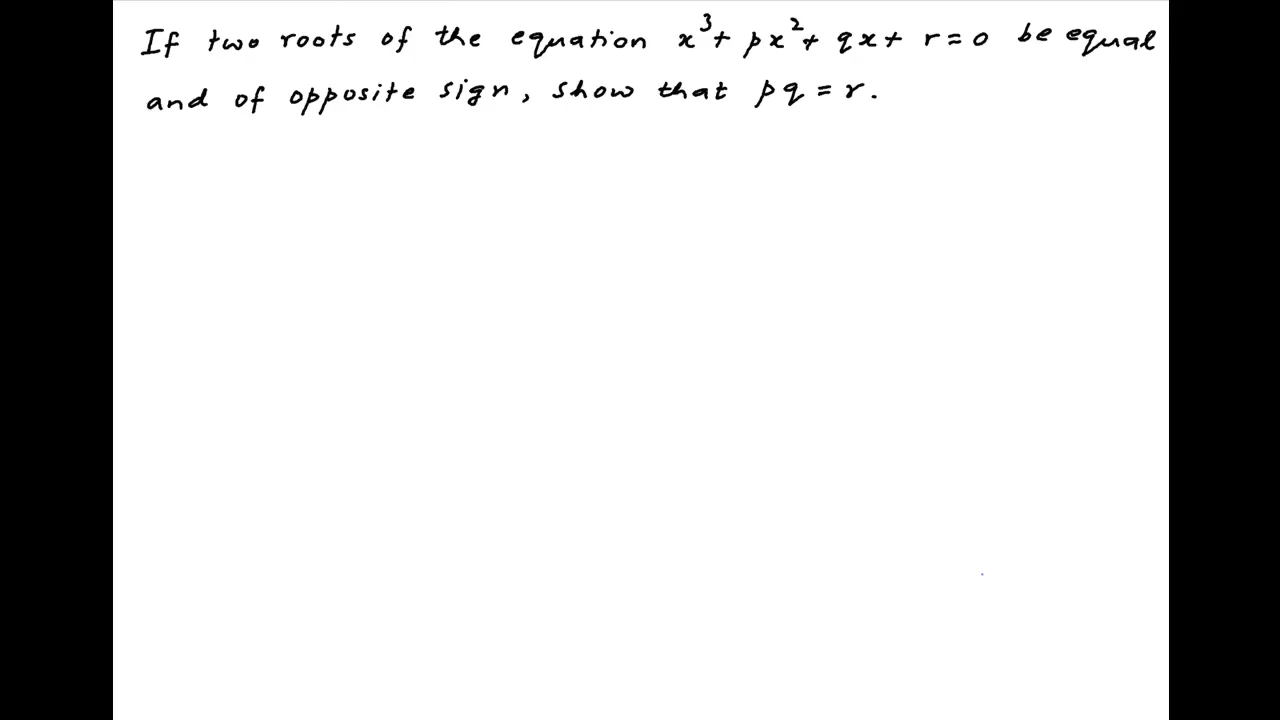 If two roots of the equation x³ + px² + qx + r = 0 be equal
and of opposite sign, show that pq = r.